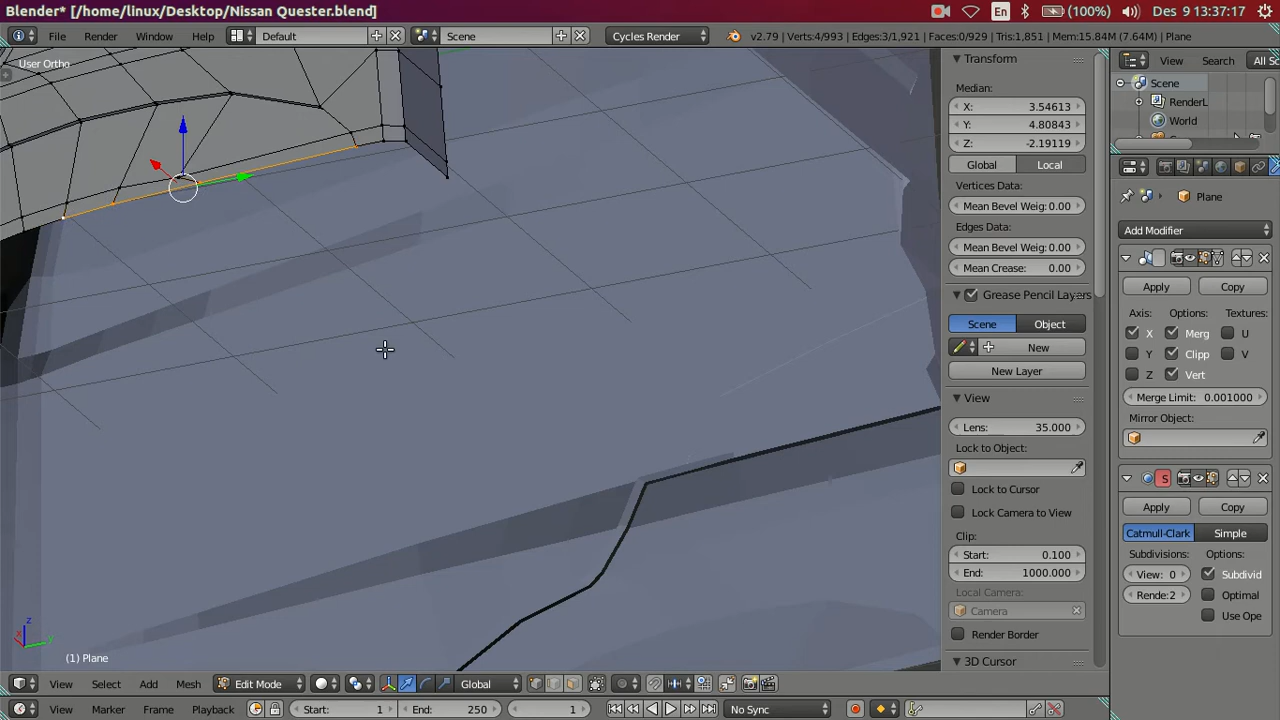 Blender* [/home/linux/Desktop/Nissan Quester.blend]
En
(100%)
Des 9 13:37:17
File
Render
Window
Help
Default
Scene
Cycles Render
v2.79 | Verts:4/993 | Edges:3/1,921 | Faces:0/929 | Tris:1,851 | Mem:15.84M (7.64M) | Plane
User Ortho
Transform
Median:
X: 3.54613
Y: 4.80843
Z: -2.19119
Global
Local
Vertices Data:
Mean Bevel Weig: 0.00
Edges Data:
Mean Bevel Weig: 0.00
Mean Crease: 0.00
Grease Pencil Layers
Scene
Object
New
New Layer
View
Lens: 35.000
Lock to Object:
Lock to Cursor
Lock Camera to View
Clip:
Start: 0.100
End: 1000.000
Local Camera:
Camera
Render Border
3D Cursor
View
Search
All Sc
Scene
RenderL
World
Plane
Add Modifier
Apply
Copy
Axis:
Options:
Textures:
X
Merg
U
Y
Clipp
V
Z
Vert
Merge Limit: 0.001000
Mirror Object:
S
Apply
Copy
Catmull-Clark
Simple
Subdivisions:
Options:
View: 0
Subdivid
Rende: 2
Optimal
Use Ope
z
x
y
(1) Plane
View
Select
Add
Mesh
Edit Mode
Global
View
Marker
Frame
Playback
Start: 1
End: 250
1
No Sync